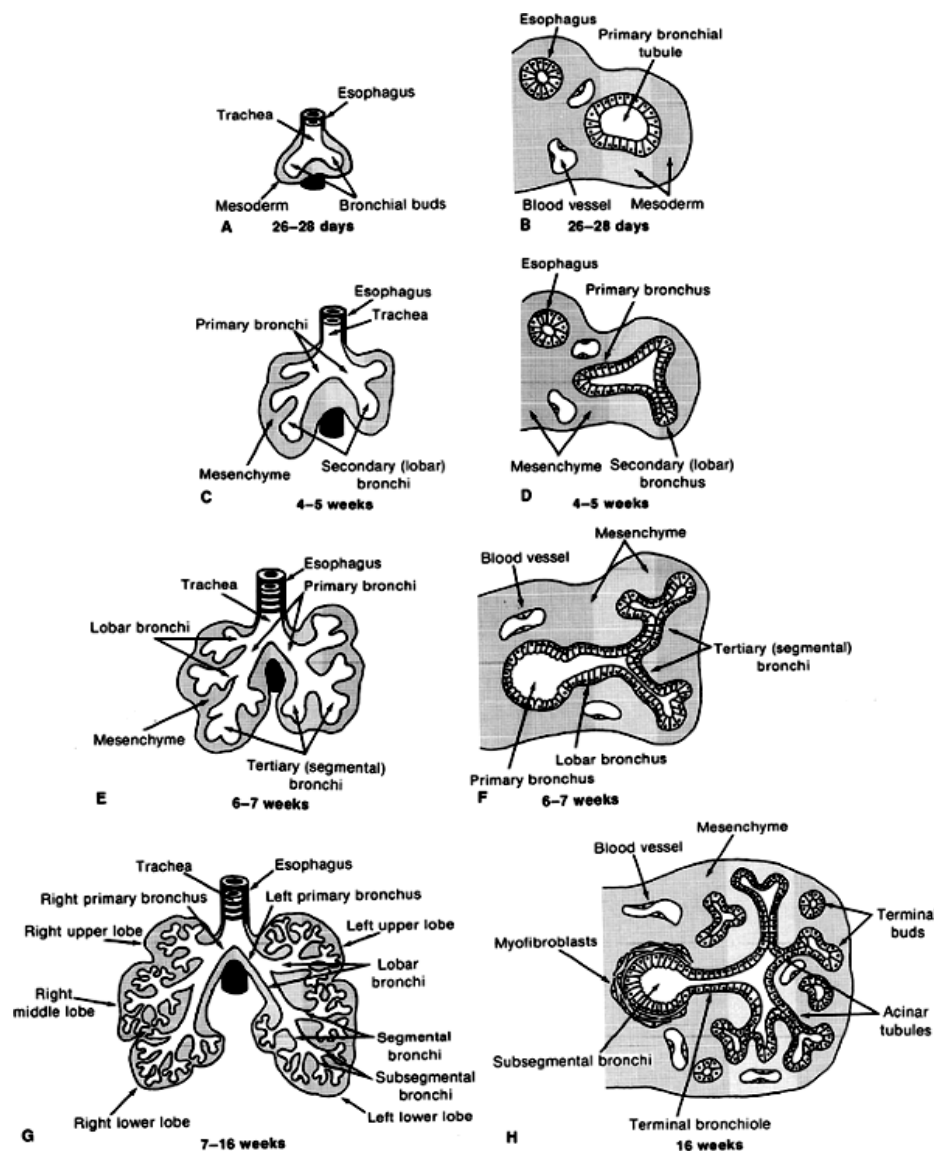 Esophagus
Trachea
Mesoderm
Bronchial buds
A
26–28 days
Esophagus
Primary bronchial
tubule
Blood vessel
Mesoderm
B
26–28 days
Esophagus
Trachea
Primary bronchi
Mesenchyme
Secondary (lobar)
bronchi
C
4–5 weeks
Esophagus
Primary bronchus
Mesenchyme
Secondary (lobar)
bronchus
D
4–5 weeks
Esophagus
Trachea
Primary bronchi
Lobar bronchi
Mesenchyme
Tertiary (segmental)
bronchi
E
6–7 weeks
Mesenchyme
Blood vessel
Tertiary (segmental)
bronchi
Lobar bronchus
Primary bronchus
F
6–7 weeks
Trachea
Esophagus
Right primary bronchus
Left primary bronchus
Right upper lobe
Left upper lobe
Lobar
bronchi
Right
middle lobe
Segmental
bronchi
Subsegmental
bronchi
Right lower lobe
Left lower lobe
G
7–16 weeks
Mesenchyme
Blood vessel
Termina
buds
Myofibroblasts
Acinar
tubules
Subsegmental bronchi
Terminal bronchiole
H
16 weeks